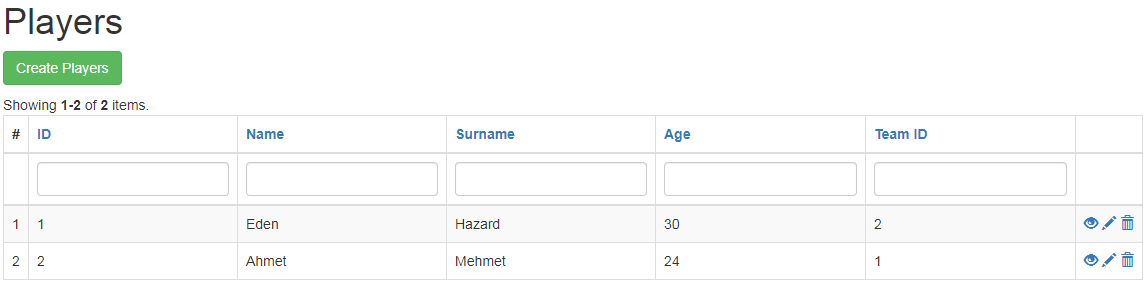 Players
Create Players
Showing 1-2 of 2 items.
# ID Name Surname Age Team ID
1 1 Eden Hazard 30 2
2 2 Ahmet Mehmet 24 1